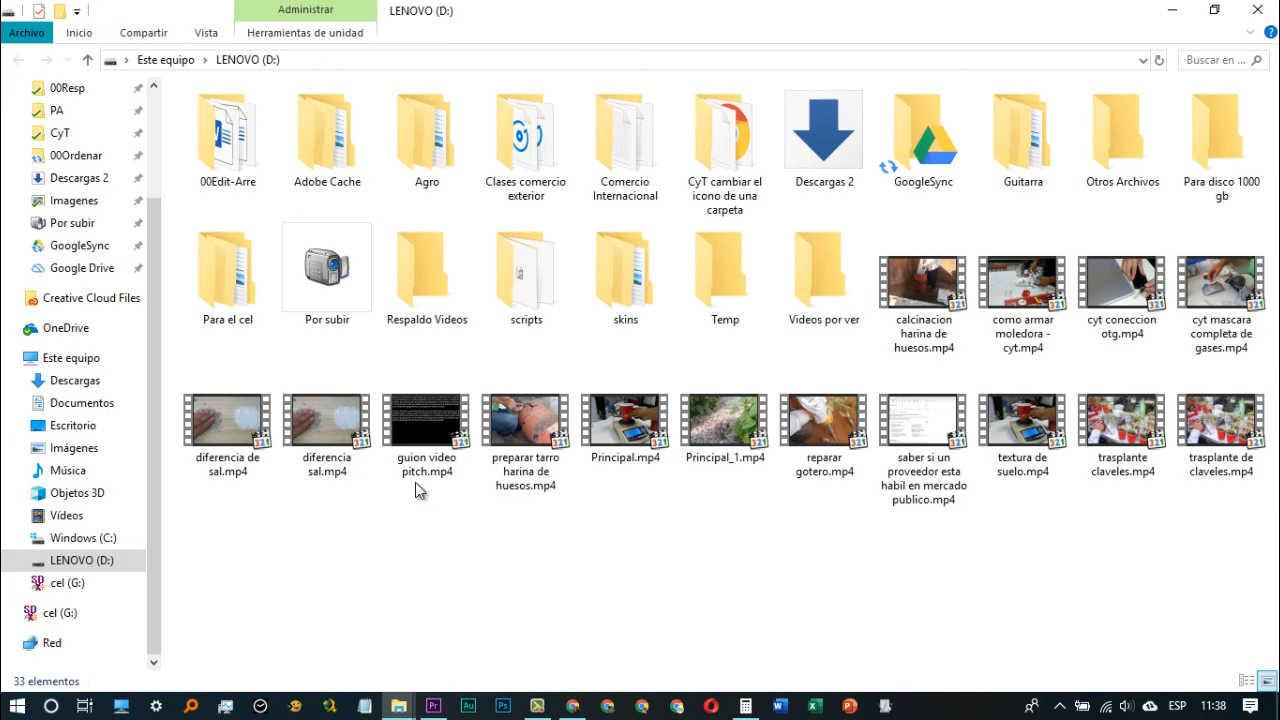 Administrar
LENOVO (D:)
Archivo
Inicio
Compartir
Vista
Herramientas de unidad
Este equipo
LENOVO (D:)
Buscar en ...
00Resp
PA
CyT
00Ordenar
Descargas 2
Imagenes
Por subir
GoogleSync
Google Drive
Creative Cloud Files
OneDrive
Este equipo
Descargas
Documentos
Escritorio
Imágenes
Música
Objetos 3D
Vídeos
Windows (C:)
LENOVO (D:)
cel (G:)
cel (G:)
Red
00Edit-Arre
Adobe Cache
Agro
Clases comercio
exterior
Comercio
Internacional
CyT cambiar el
icono de una
carpeta
Descargas 2
GoogleSync
Guitarra
Otros Archivos
Para disco 1000
gb
Para el cel
Por subir
Respaldo Videos
scripts
skins
Temp
Videos por ver
calcinacion
harina de
huesos.mp4
como armar
moledora -
cyt.mp4
cyt coneccion
otg.mp4
cyt mascara
completa de
gases.mp4
diferencia de
sal.mp4
diferencia
sal.mp4
guion video
pitch.mp4
preparar tarro
harina de
huesos.mp4
Principal.mp4
Principal_1.mp4
reparar
gotero.mp4
saber si un
proveedor esta
habil en mercado
publico.mp4
textura de
suelo.mp4
trasplante
claveles.mp4
trasplante de
claveles.mp4
33 elementos
ESP
11:38